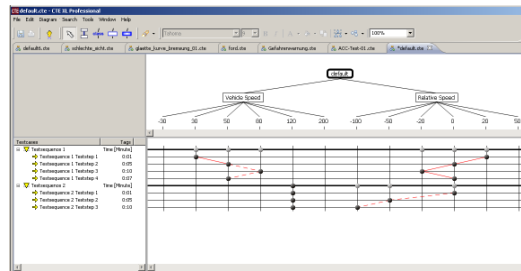 default.cte - CTE XL Professional
File Edit Diagram Search Tools Window Help
Tahoma 100%
default5.cte schlechte_sicht.cte glaette_kurve_breinsung_01.cte ford.cte Gefahrenwarnung.cte ACC-Test-01.cte *default.cte
default
Vehicle Speed Relative Speed
-30 30 50 80 120 200 -100 -50 -20 0 20
Testcases Tags
Testsequence 1 Time [Minute]
Testsequence 1 Teststep 1 0:01
Testsequence 1 Teststep 2 0:05
Testsequence 1 Teststep 3 0:10
Testsequence 1 Teststep 4 0:07
Testsequence 2 Time [Minute]
Testsequence 2 Teststep 1 0:01
Testsequence 2 Teststep 2 0:05
Testsequence 2 Teststep 3 0:10